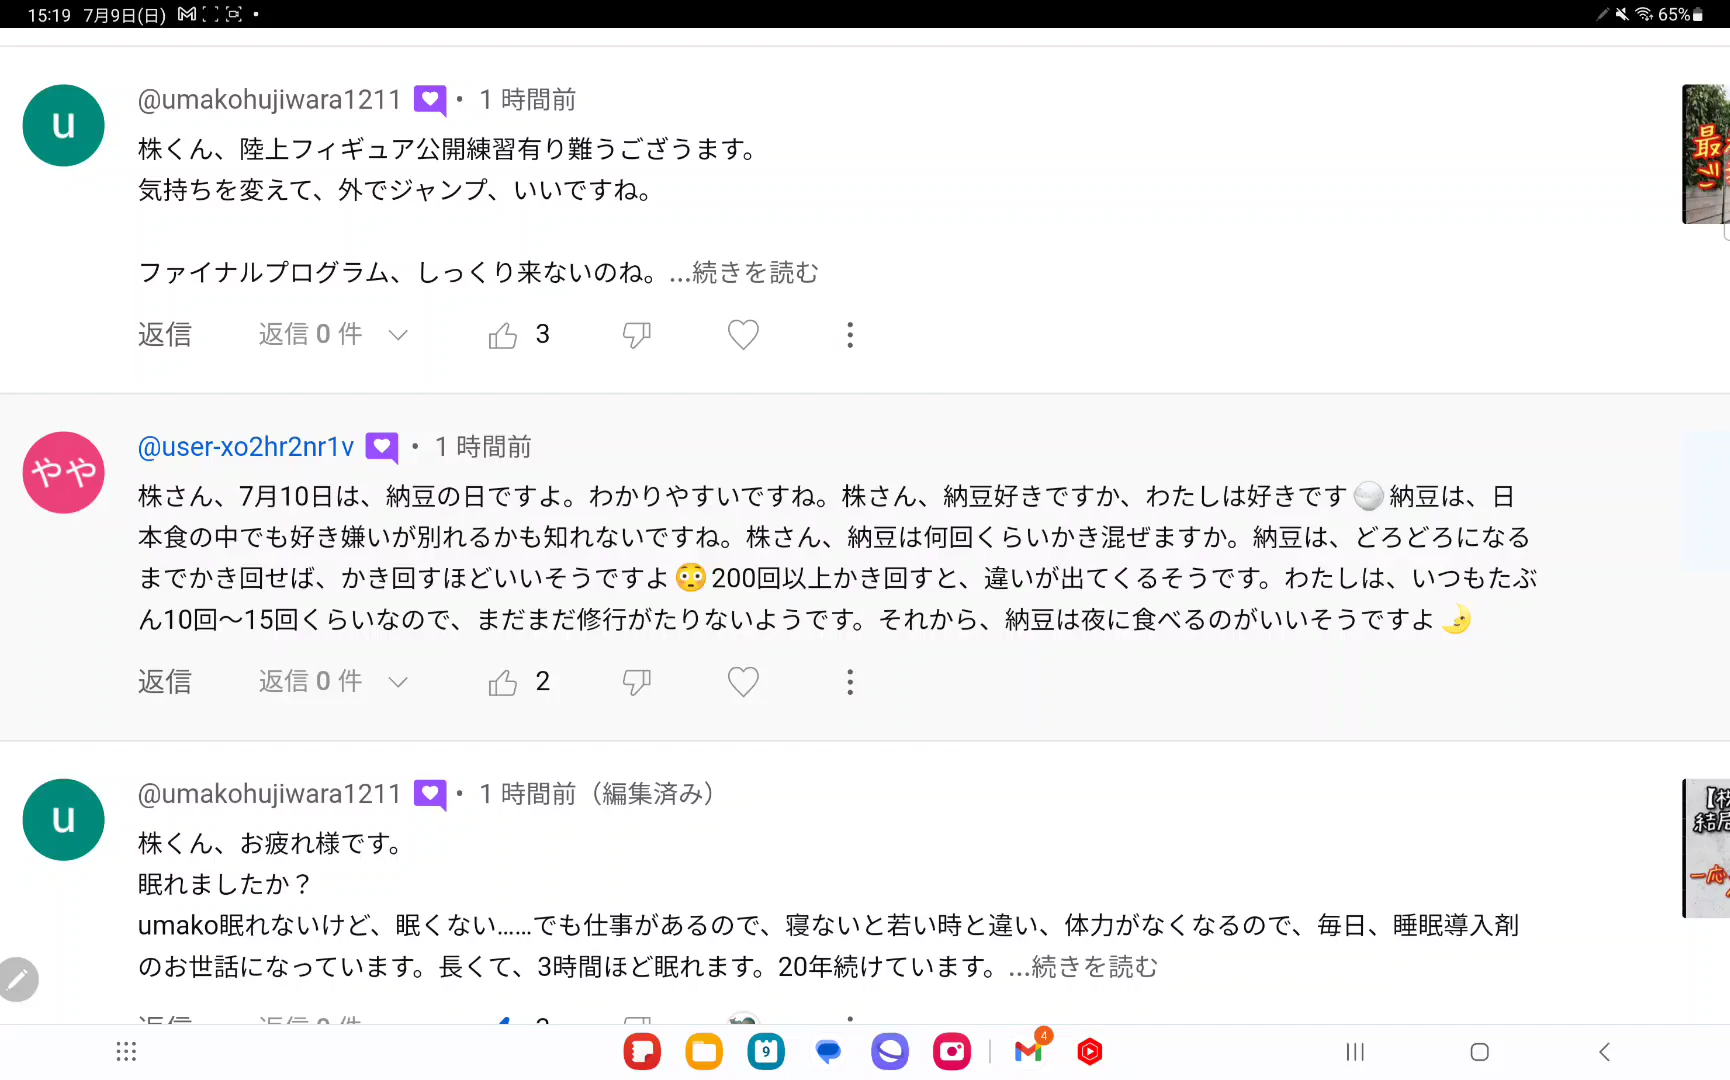 15:19 7月9日(日)
65%
u
@umakohujiwara1211 • 1 時間前
株くん、陸上フィギュア公開練習有り難うござうます。
気持ちを変えて、外でジャンプ、いいですね。
ファイナルプログラム、しっくり来ないのね。...続きを読む
返信 返信 0 件 3
最
やや
@user-xo2hr2nr1v • 1 時間前
株さん、7月10日は、納豆の日ですよ。わかりやすいですね。株さん、納豆好きですか、わたしは好きです🍚納豆は、日
本食の中でも好き嫌いが別れるかも知れないですね。株さん、納豆は何回くらいかき混ぜますか。納豆は、どろどろになる
までかき回せば、かき回すほどいいそうですよ😳200回以上かき回すと、違いが出てくるそうです。わたしは、いつもたぶ
ん10回〜15回くらいなので、まだまだ修行がたりないようです。それから、納豆は夜に食べるのがいいそうですよ🌛
返信 返信 0 件 2
u
@umakohujiwara1211 • 1 時間前（編集済み）
株くん、お疲れ様です。
眠れましたか？
umako眠れないけど、眠くない……でも仕事があるので、寝ないと若い時と違い、体力がなくなるので、毎日、睡眠導入剤
のお世話になっています。長くて、3時間ほど眠れます。20年続けています。...続きを読む
【株
結局
一応
9
4